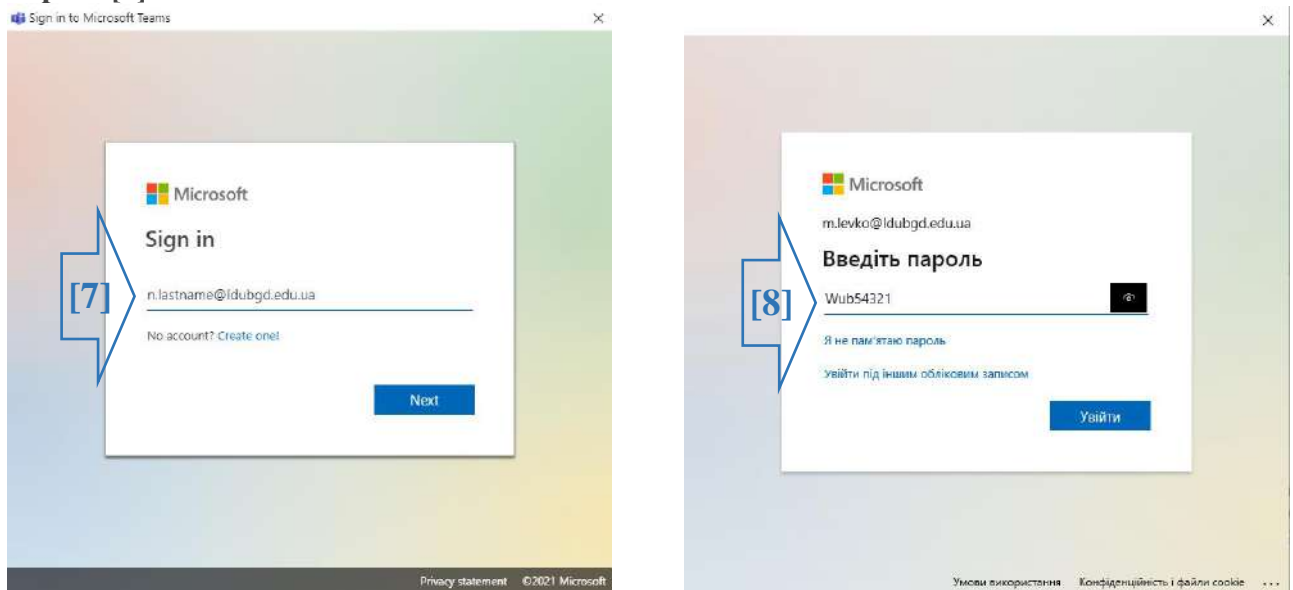 Sign in to Microsoft Teams
Microsoft
Sign in
[7]
n.lastname@ldubgd.edu.ua
No account? Create one!
Next
Privacy statement ©2021 Microsoft
Microsoft
m.levko@ldubgd.edu.ua
Введіть пароль
[8]
Wub54321
Я не пам'ятаю пароль
Увійти під іншим обліковим записом
Увійти
Умови використання Конфіденційність і файли cookie ...